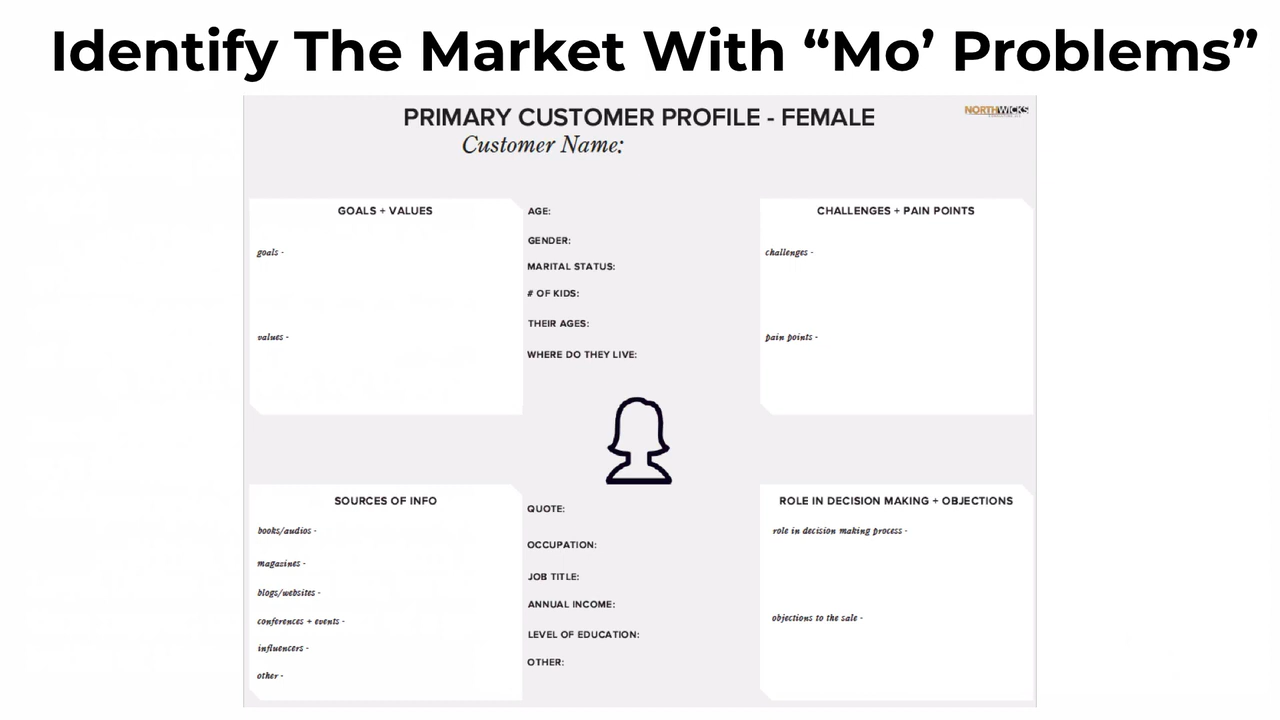 Identify The Market With “Mo’ Problems”
PRIMARY CUSTOMER PROFILE - FEMALE
NORTHWICKS
Customer Name:
GOALS + VALUES
goals -
values -
AGE:
GENDER:
MARITAL STATUS:
# OF KIDS:
THEIR AGES:
WHERE DO THEY LIVE:
CHALLENGES + PAIN POINTS
challenges -
pain points -
SOURCES OF INFO
books/audios -
magazines -
blogs/websites -
conferences + events -
influencers -
other -
QUOTE:
OCCUPATION:
JOB TITLE:
ANNUAL INCOME:
LEVEL OF EDUCATION:
OTHER:
ROLE IN DECISION MAKING + OBJECTIONS
role in decision making process -
objections to the sale -